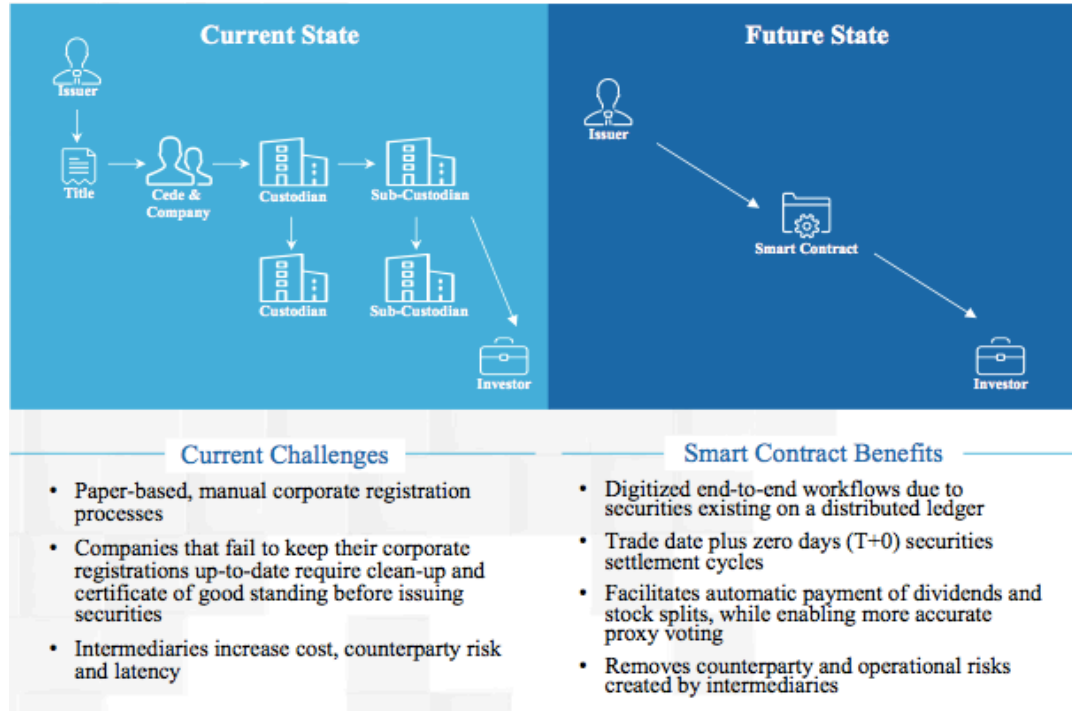 Current State
Issuer
Title
Cede &
Company
Custodian
Sub-Custodian
Custodian
Sub-Custodian
Investor
Future State
Issuer
Smart Contract
Investor
Current Challenges
• Paper-based, manual corporate registration
processes
• Companies that fail to keep their corporate
registrations up-to-date require clean-up and
certificate of good standing before issuing
securities
• Intermediaries increase cost, counterparty risk
and latency
Smart Contract Benefits
• Digitized end-to-end workflows due to
securities existing on a distributed ledger
• Trade date plus zero days (T+0) securities
settlement cycles
• Facilitates automatic payment of dividends and
stock splits, while enabling more accurate
proxy voting
• Removes counterparty and operational risks
created by intermediaries